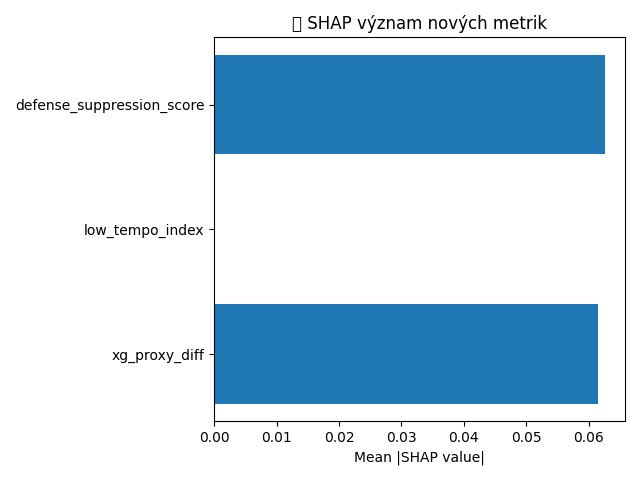 SHAP význam nových metrik
defense_suppression_score
low_tempo_index
xg_proxy_diff
0.00 0.01 0.02 0.03 0.04 0.05 0.06
Mean |SHAP value|